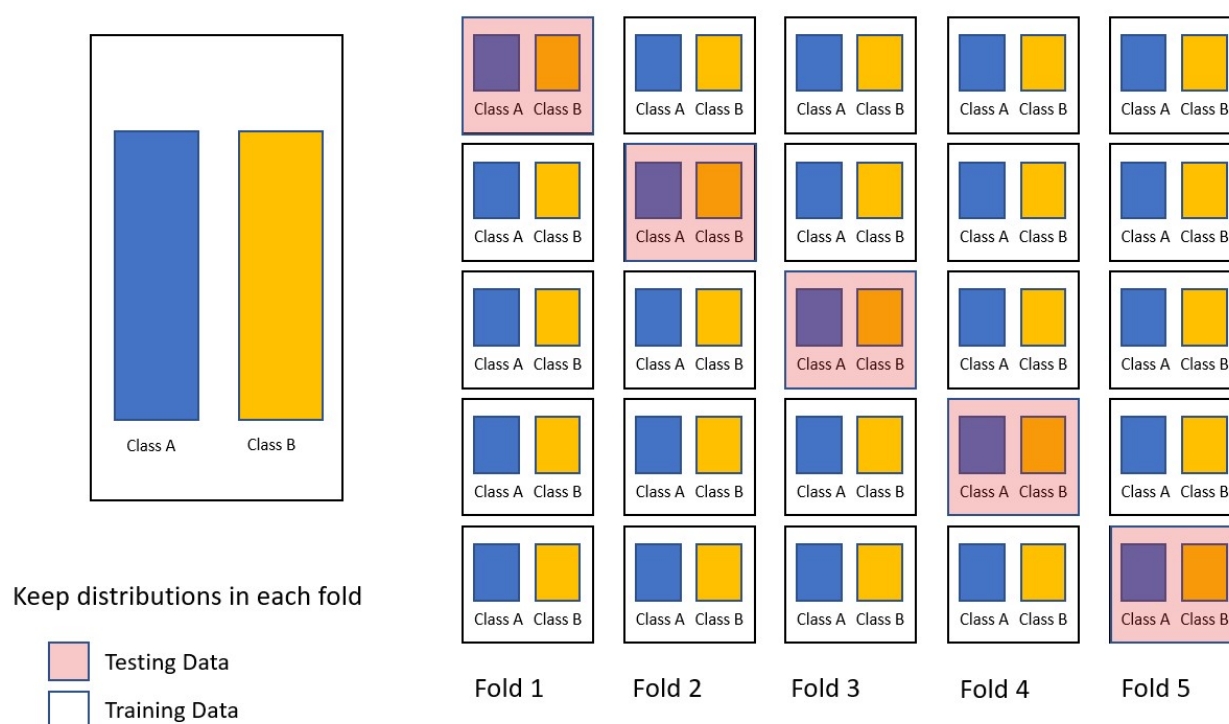 Class A Class B
Class A Class B Class A Class B Class A Class B Class A Class B Class A Class B
Class A Class B Class A Class B Class A Class B Class A Class B Class A Class B
Class A Class B Class A Class B Class A Class B Class A Class B Class A Class B
Class A Class B Class A Class B Class A Class B Class A Class B Class A Class B
Class A Class B Class A Class B Class A Class B Class A Class B Class A Class B
Keep distributions in each fold
Testing Data
Training Data
Fold 1 Fold 2 Fold 3 Fold 4 Fold 5